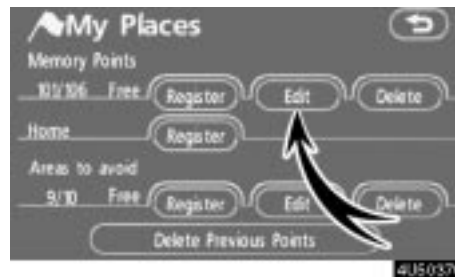 My Places
Memory Points
101/106 Free Register Edit Delete
Home Register
Areas to avoid
9/10 Free Register Edit Delete
Delete Previous Points
4U5037